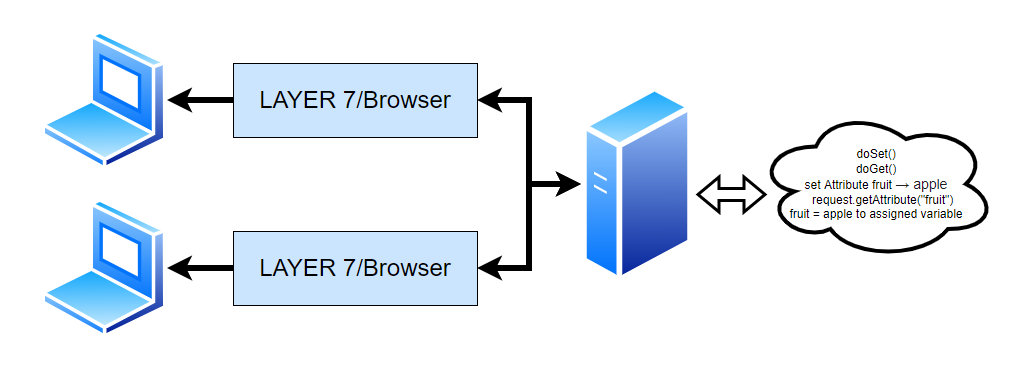 LAYER 7/Browser
LAYER 7/Browser
doSet()
doGet()
set Attribute fruit → apple
request.getAttribute("fruit")
fruit = apple to assigned variable